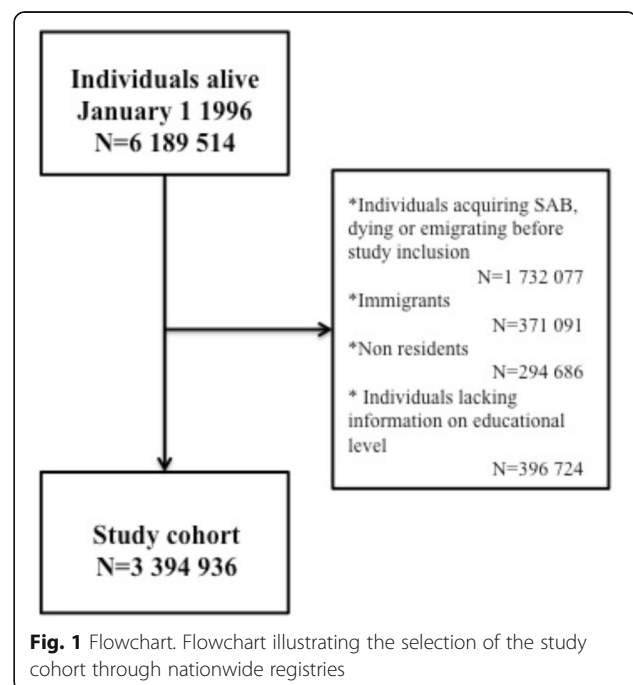 Individuals alive
January 1 1996
N=6 189 514
*Individuals acquiring SAB,
dying or emigrating before
study inclusion
N=1 732 077
*Immigrants
N=371 091
*Non residents
N=294 686
* Individuals lacking
information on educational
level
N=396 724
Study cohort
N=3 394 936
Fig. 1 Flowchart. Flowchart illustrating the selection of the study
cohort through nationwide registries